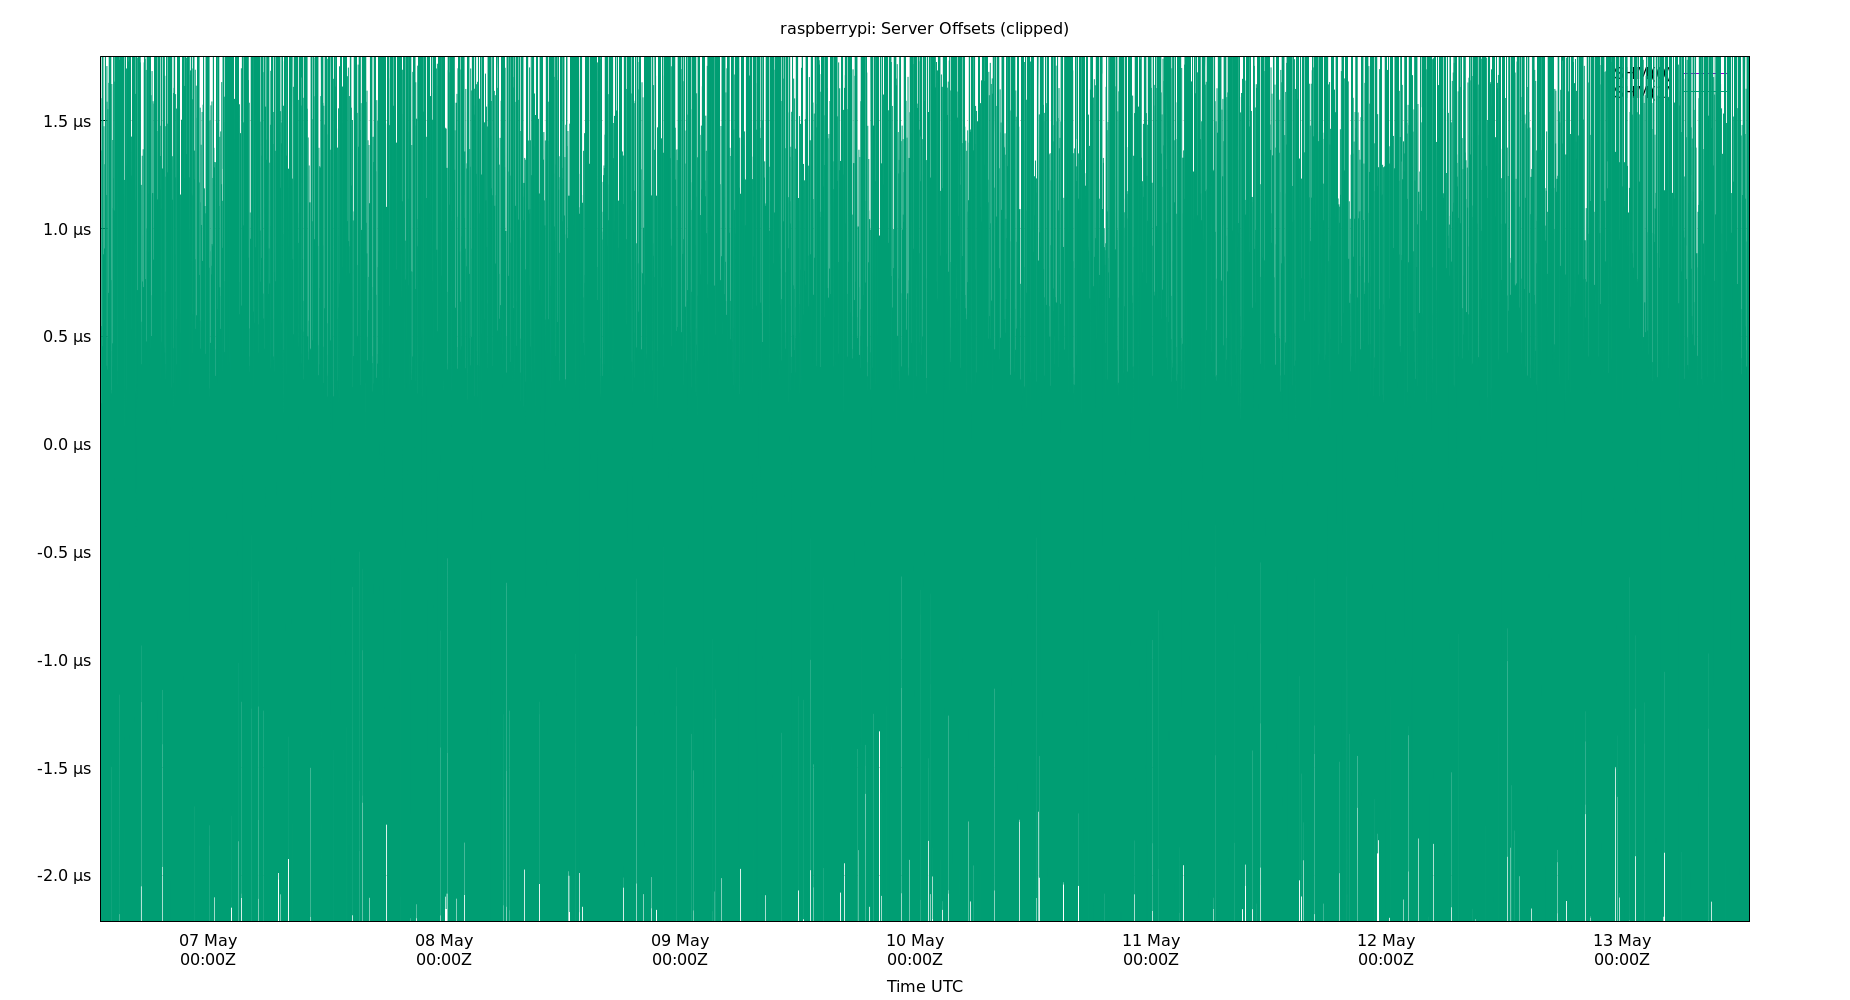 raspberrypi: Server Offsets (clipped)
1.5 µs
1.0 µs
0.5 µs
0.0 µs
-0.5 µs
-1.0 µs
-1.5 µs
-2.0 µs
07 May
00:00Z
08 May
00:00Z
09 May
00:00Z
10 May
00:00Z
11 May
00:00Z
12 May
00:00Z
13 May
00:00Z
Time UTC